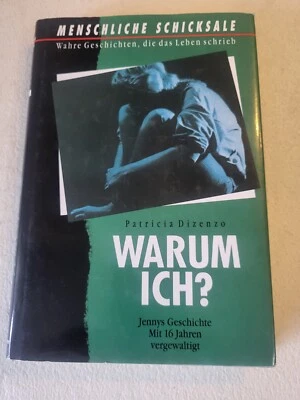 MENSCHLICHE SCHICKSALE
Wahre Geschichten, die das Leben schrieb
Patricia Dizenzo
WARUM
ICH?
Jennys Geschichte
Mit 16 Jahren
vergewaltigt